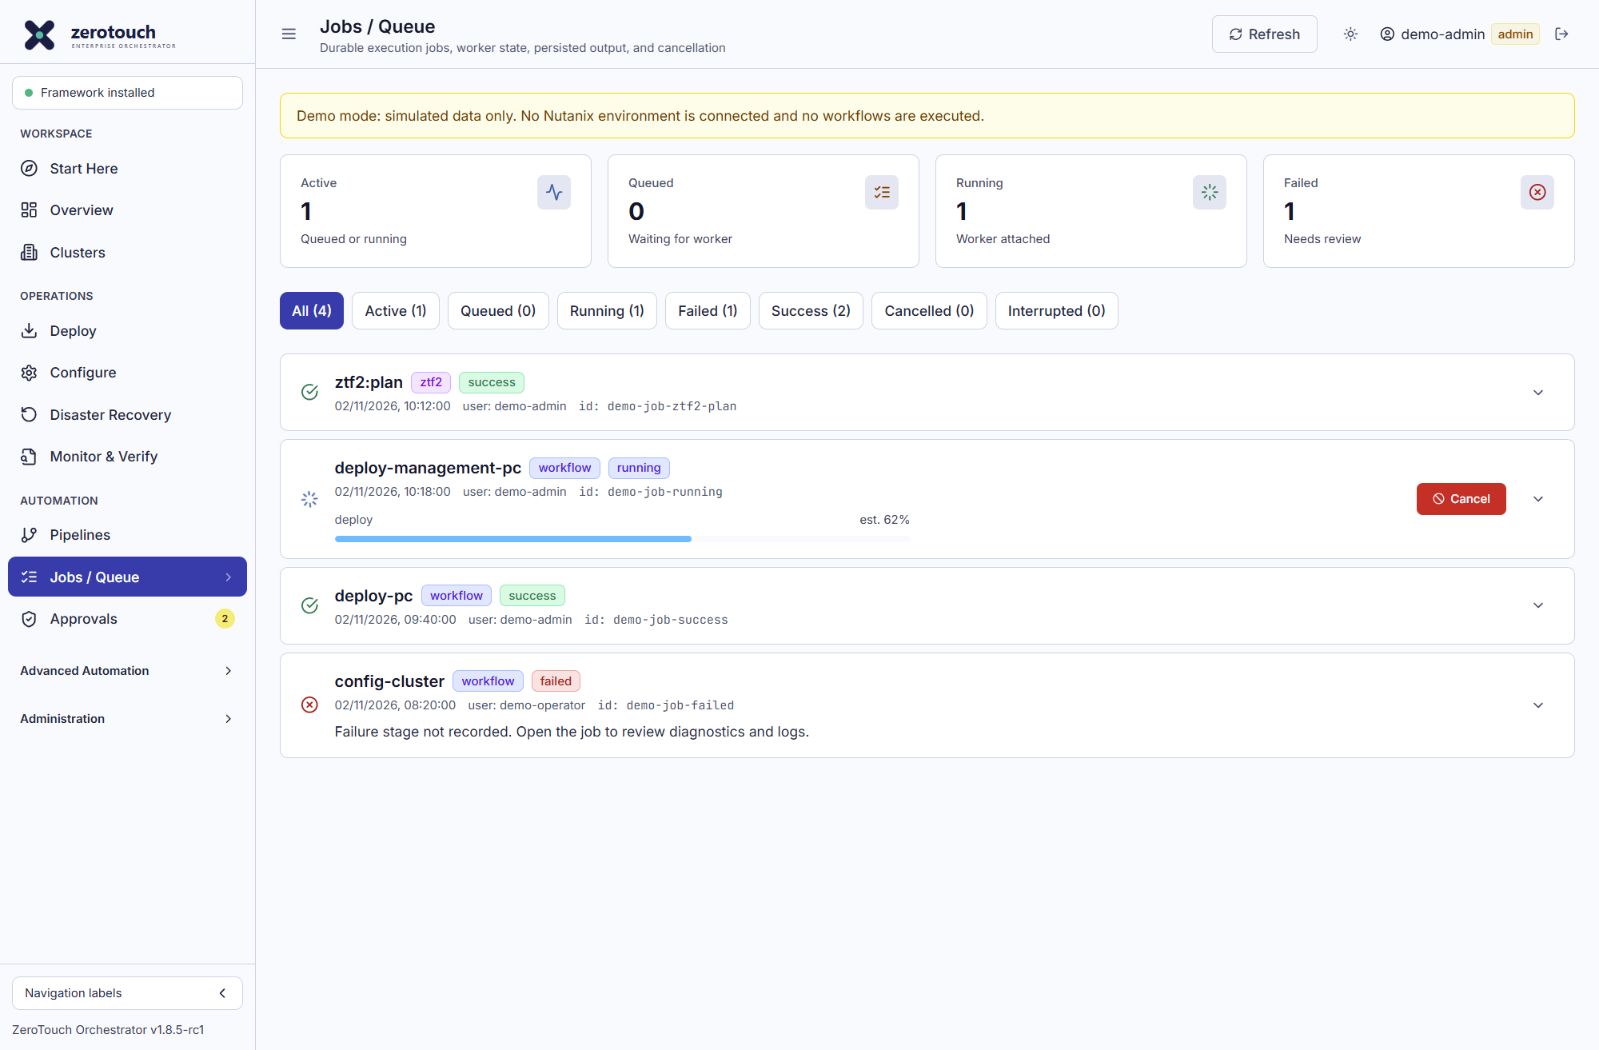 zerotouch
ENTERPRISE ORCHESTRATOR
Framework installed
WORKSPACE
Start Here
Overview
Clusters
OPERATIONS
Deploy
Configure
Disaster Recovery
Monitor & Verify
AUTOMATION
Pipelines
Jobs / Queue
Approvals 2
Advanced Automation
Administration
Navigation labels
ZeroTouch Orchestrator v1.8.5-rc1
Jobs / Queue
Durable execution jobs, worker state, persisted output, and cancellation
Refresh
demo-admin admin
Demo mode: simulated data only. No Nutanix environment is connected and no workflows are executed.
Active
1
Queued or running
Queued
0
Waiting for worker
Running
1
Worker attached
Failed
1
Needs review
All (4) Active (1) Queued (0) Running (1) Failed (1) Success (2) Cancelled (0) Interrupted (0)
ztf2:plan ztf2 success
02/11/2026, 10:12:00 user: demo-admin id: demo-job-ztf2-plan
deploy-management-pc workflow running
02/11/2026, 10:18:00 user: demo-admin id: demo-job-running
deploy est. 62%
Cancel
deploy-pc workflow success
02/11/2026, 09:40:00 user: demo-admin id: demo-job-success
config-cluster workflow failed
02/11/2026, 08:20:00 user: demo-operator id: demo-job-failed
Failure stage not recorded. Open the job to review diagnostics and logs.